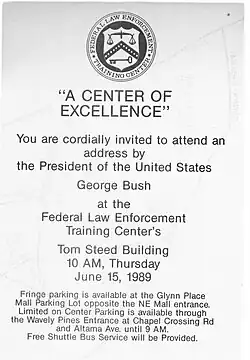 FEDERAL LAW ENFORCEMENT
TRAINING CENTER
"A CENTER OF
EXCELLENCE"
You are cordially invited to attend an
address by
the President of the United States
George Bush
at the
Federal Law Enforcement
Training Center's
Tom Steed Building
10 AM, Thursday
June 15, 1989
Fringe parking is available at the Glynn Place
Mall Parking Lot opposite the NE Mall entrance.
Limited on Center Parking is available through
the Wavely Pines Entrance at Chapel Crossing Rd
and Altama Ave. until 9 AM.
Free Shuttle Bus Service will be Provided.